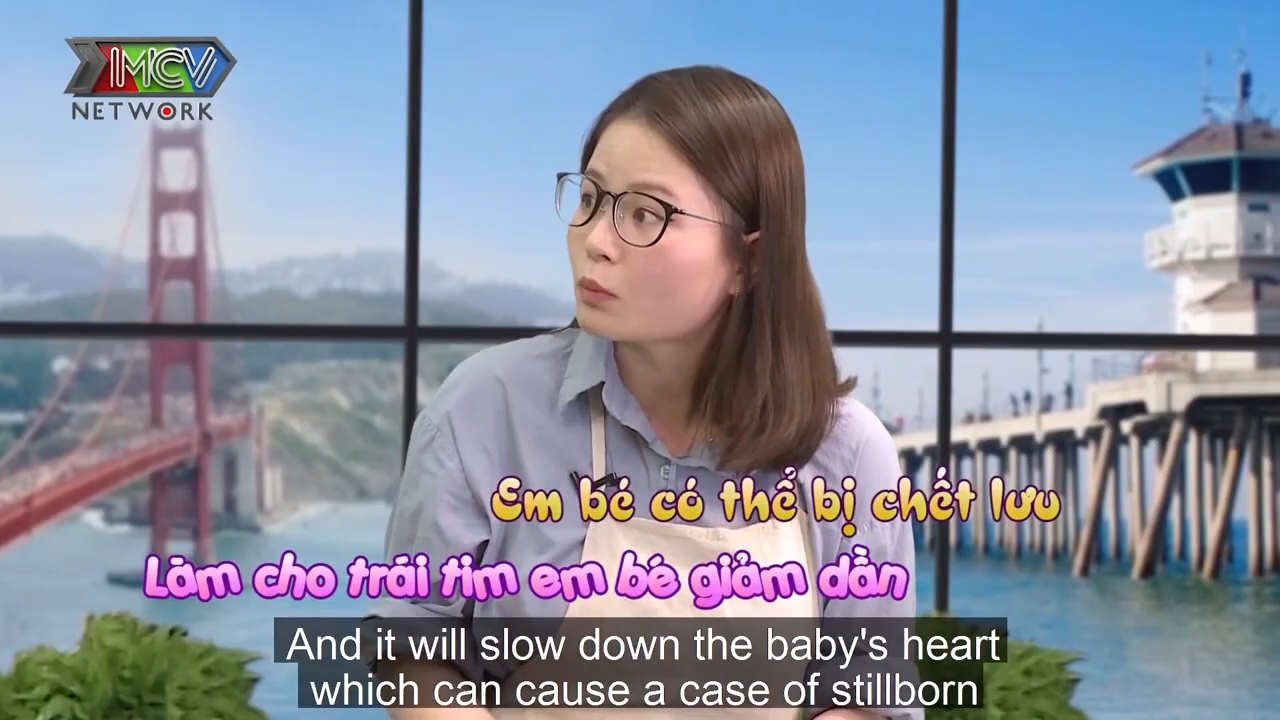 MCV
NETWORK
Em bé có thể bị chết lưu
Làm cho trái tim em bé giảm dần
And it will slow down the baby's heart
which can cause a case of stillborn